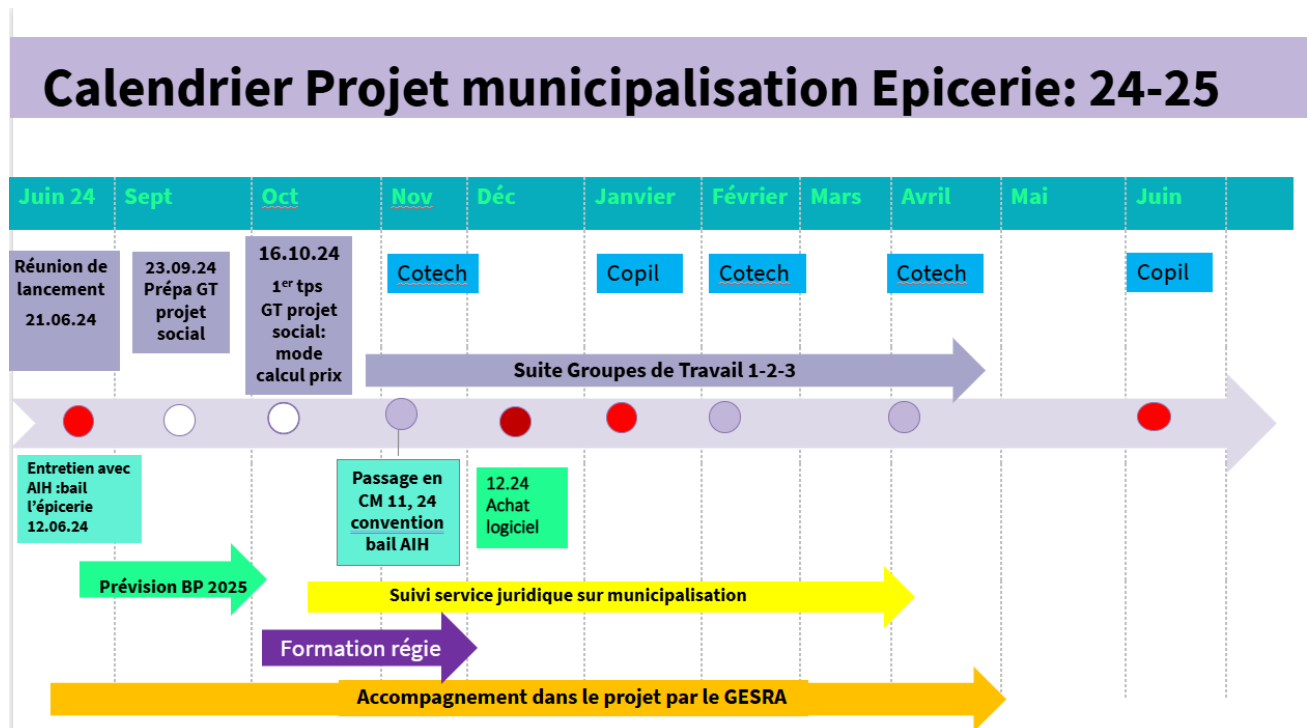 Calendrier Projet municipalisation Epicerie: 24-25
Juin 24
Sept
Oct
Nov
Déc
Janvier
Février
Mars
Avril
Mai
Juin
Réunion de
lancement
21.06.24
23.09.24
Prépa GT
projet
social
16.10.24
1er tps
GT projet
social:
mode
calcul prix
Cotech
Copil
Cotech
Cotech
Copil
Suite Groupes de Travail 1-2-3
Entretien avec
AIH :bail
l’épicerie
12.06.24
Passage en
CM 11, 24
convention
bail AIH
12.24
Achat
logiciel
Prévision BP 2025
Suivi service juridique sur municipalisation
Formation régie
Accompagnement dans le projet par le GESRA